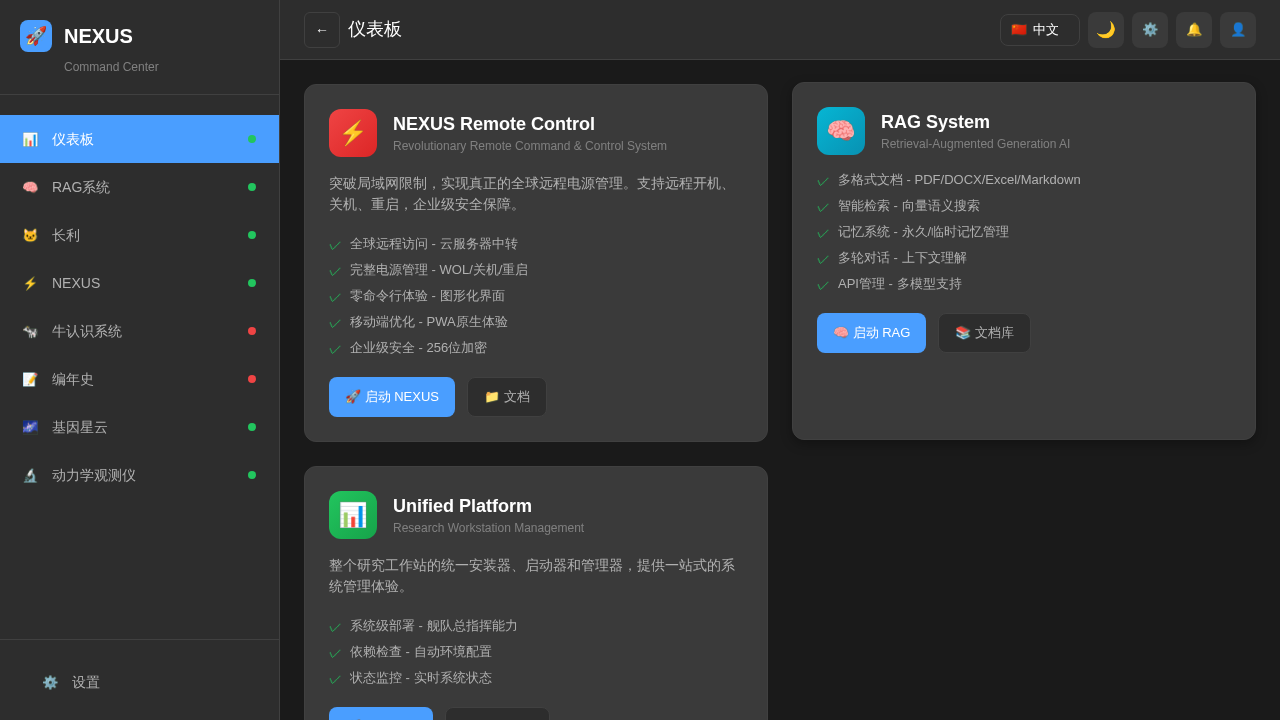 NEXUS
Command Center
仪表板
RAG系统
长利
NEXUS
牛认识系统
编年史
基因星云
动力学观测仪
设置
← 仪表板
中文
NEXUS Remote Control
Revolutionary Remote Command & Control System
突破局域网限制，实现真正的全球远程电源管理。支持远程开机、
关机、重启，企业级安全保障。
✓ 全球远程访问 - 云服务器中转
✓ 完整电源管理 - WOL/关机/重启
✓ 零命令行体验 - 图形化界面
✓ 移动端优化 - PWA原生体验
✓ 企业级安全 - 256位加密
启动 NEXUS
文档
RAG System
Retrieval-Augmented Generation AI
✓ 多格式文档 - PDF/DOCX/Excel/Markdown
✓ 智能检索 - 向量语义搜索
✓ 记忆系统 - 永久/临时记忆管理
✓ 多轮对话 - 上下文理解
✓ API管理 - 多模型支持
启动 RAG
文档库
Unified Platform
Research Workstation Management
整个研究工作站的统一安装器、启动器和管理器，提供一站式的系
统管理体验。
✓ 系统级部署 - 舰队总指挥能力
✓ 依赖检查 - 自动环境配置
✓ 状态监控 - 实时系统状态